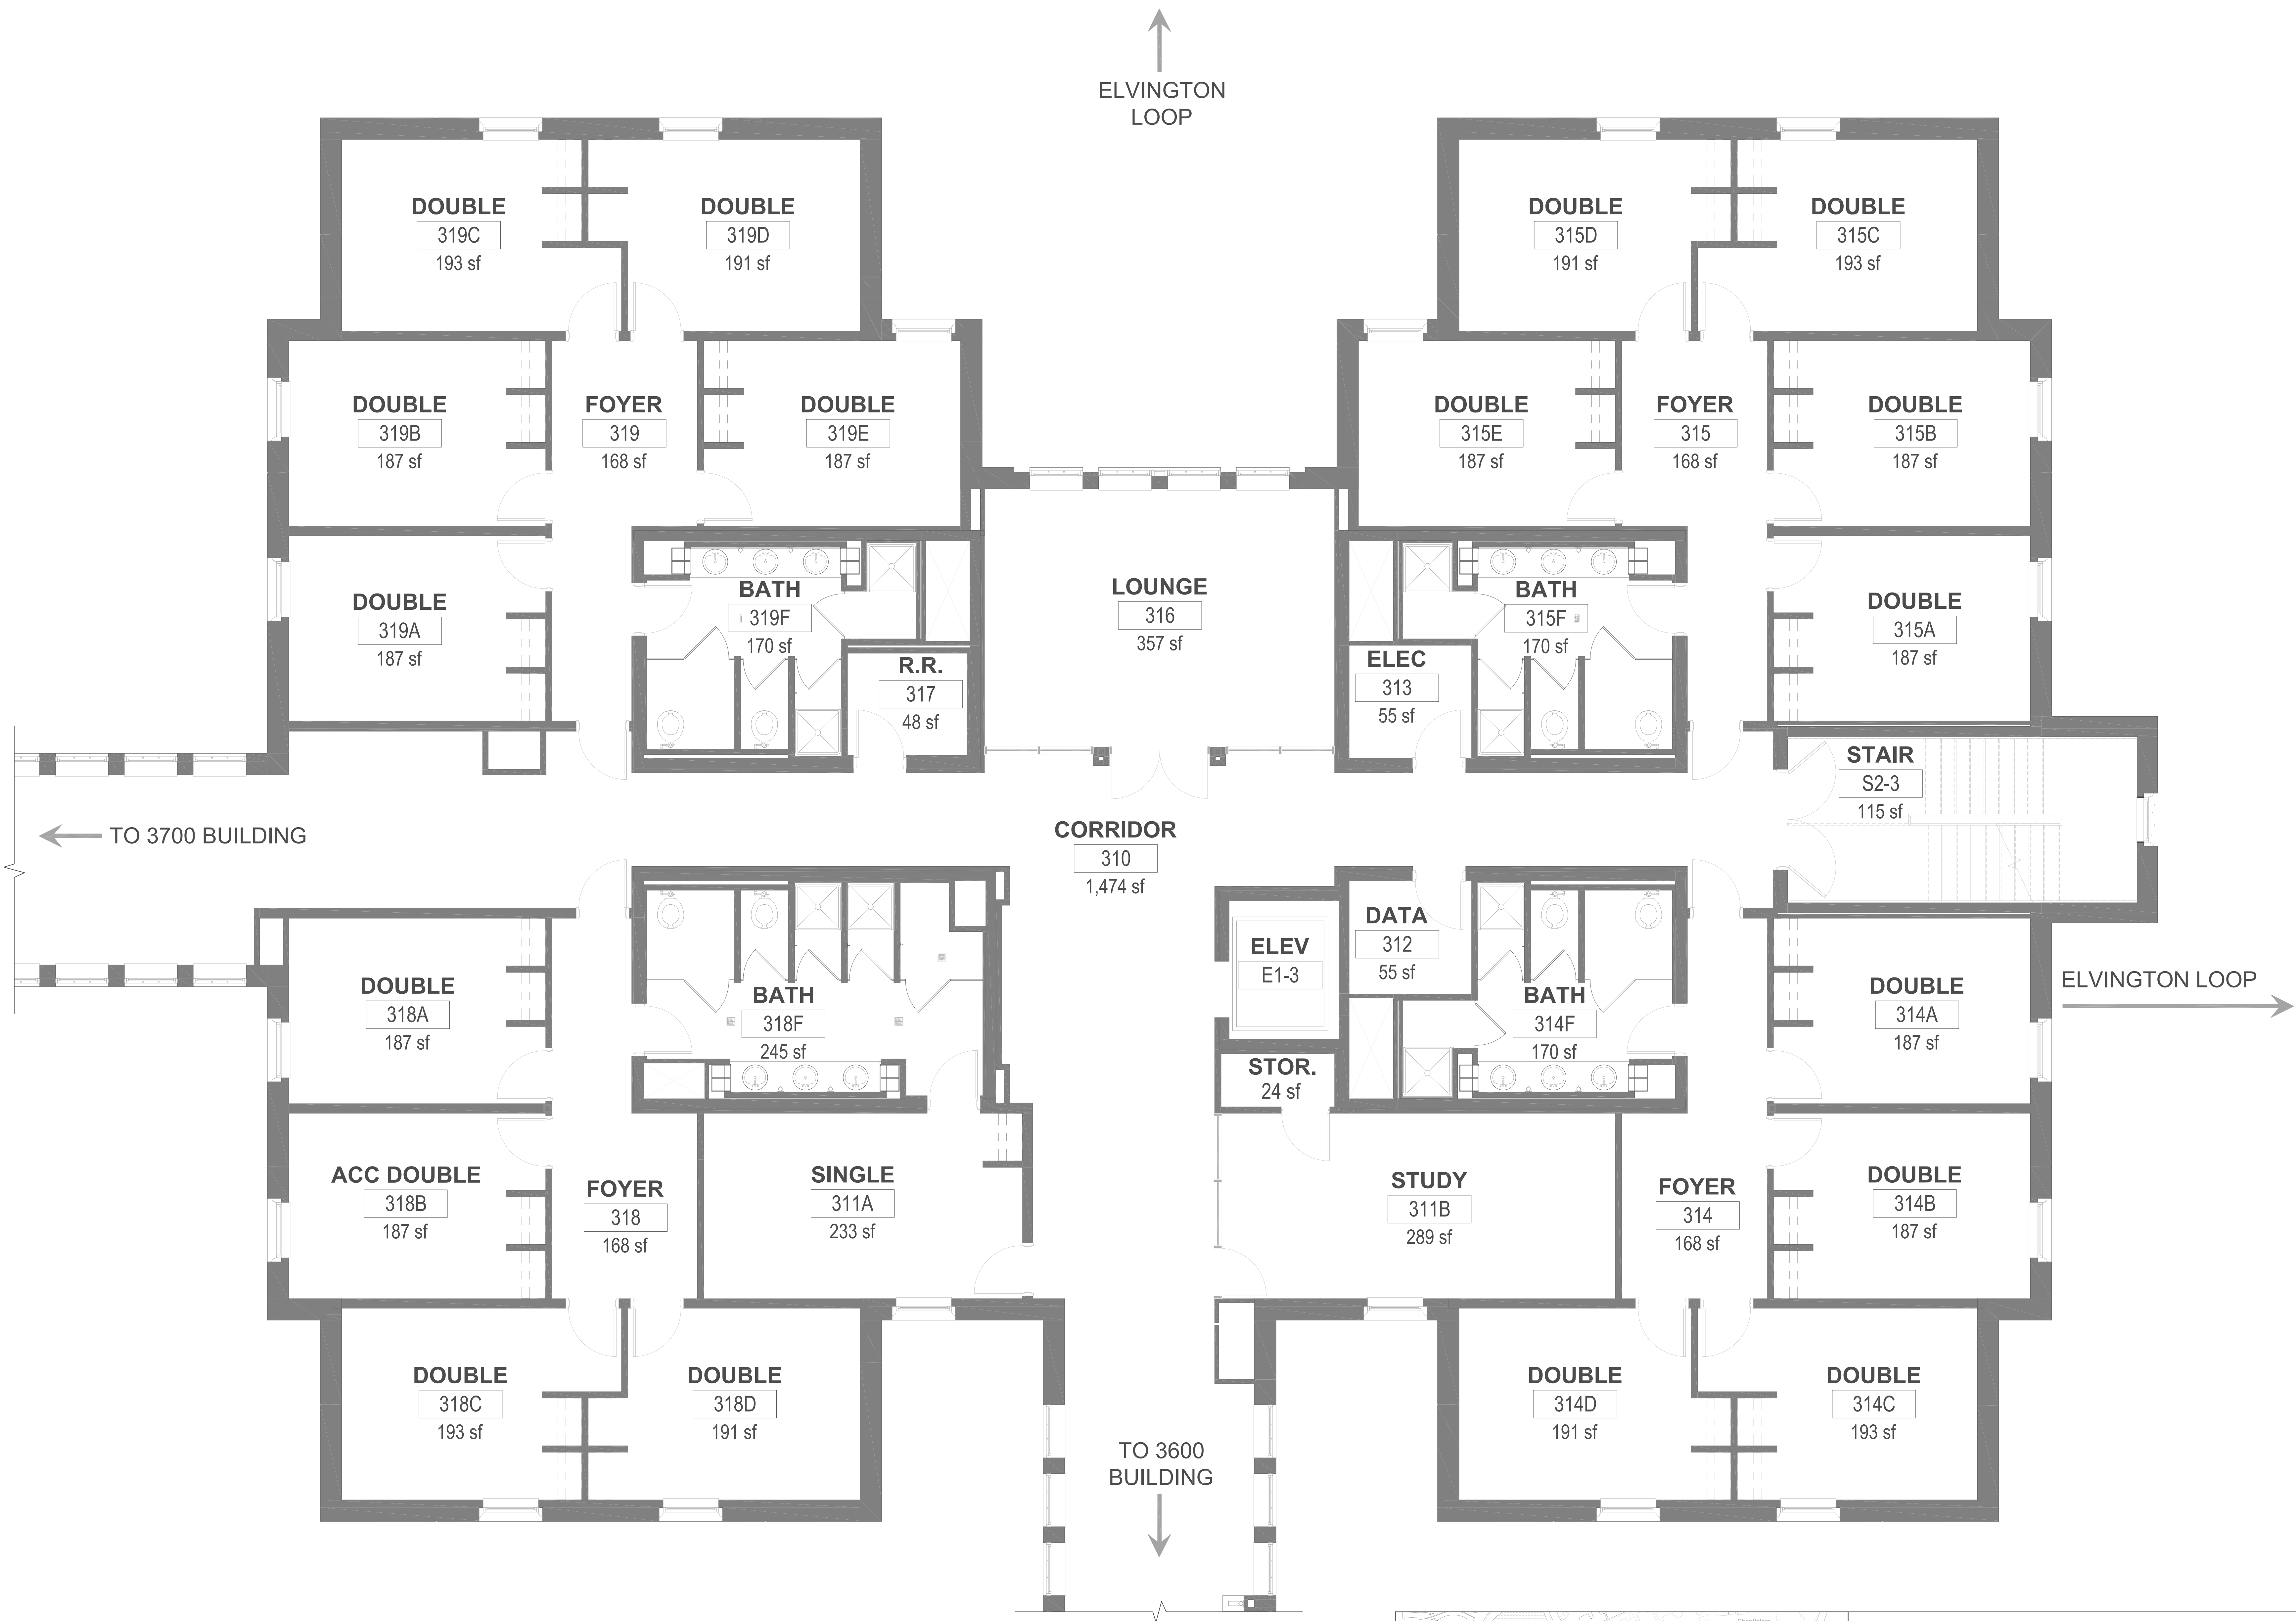 ELVINGTON
LOOP
DOUBLE
319C
193 sf
DOUBLE
319D
191 sf
DOUBLE
315D
191 sf
DOUBLE
315C
193 sf
DOUBLE
319B
187 sf
FOYER
319
168 sf
DOUBLE
319E
187 sf
DOUBLE
315E
187 sf
FOYER
315
168 sf
DOUBLE
315B
187 sf
DOUBLE
319A
187 sf
BATH
319F
170 sf
R.R.
317
48 sf
LOUNGE
316
357 sf
ELEC
313
55 sf
BATH
315F
170 sf
DOUBLE
315A
187 sf
STAIR
S2-3
115 sf
TO 3700 BUILDING
CORRIDOR
310
1,474 sf
DOUBLE
318A
187 sf
BATH
318F
245 sf
ELEV
E1-3
DATA
312
55 sf
BATH
314F
170 sf
DOUBLE
314A
187 sf
ELVINGTON LOOP
STOR.
24 sf
ACC DOUBLE
318B
187 sf
FOYER
318
168 sf
SINGLE
311A
233 sf
STUDY
311B
289 sf
FOYER
314
168 sf
DOUBLE
314B
187 sf
DOUBLE
318C
193 sf
DOUBLE
318D
191 sf
DOUBLE
314D
191 sf
DOUBLE
314C
193 sf
TO 3600
BUILDING